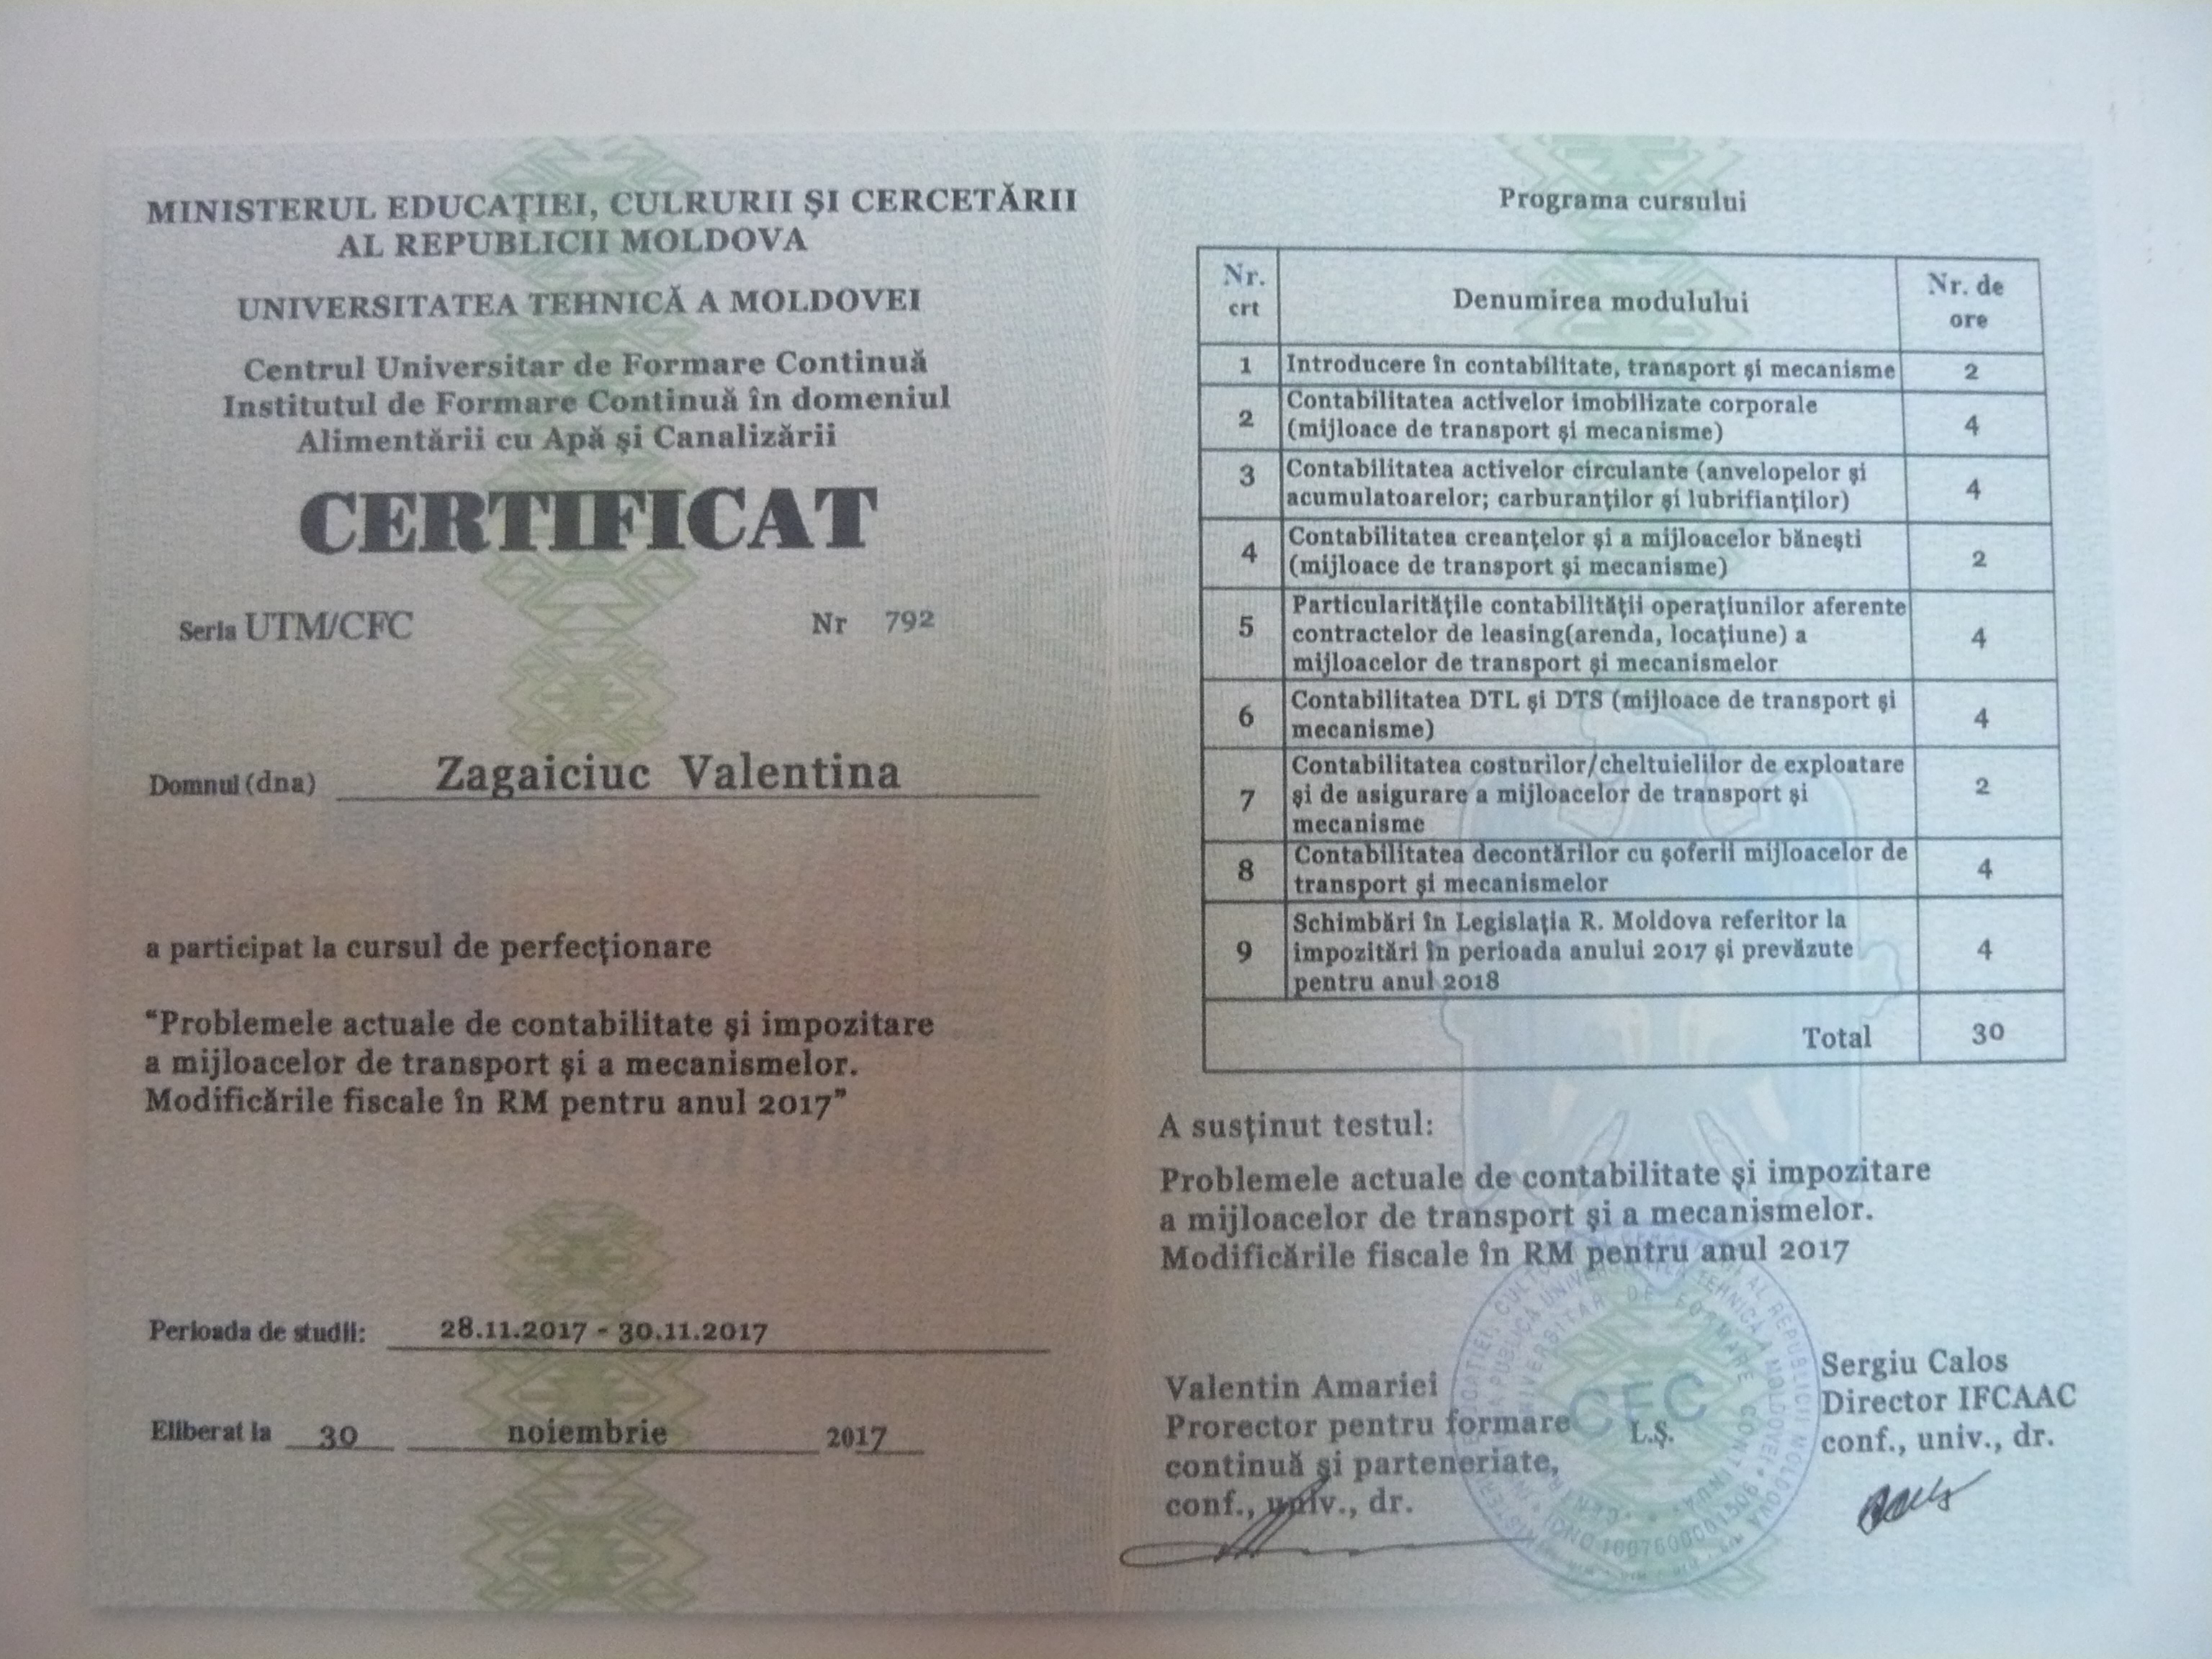 MINISTERUL EDUCAŢIEI, CULRURII ŞI CERCETĂRII
AL REPUBLICII MOLDOVA
UNIVERSITATEA TEHNICĂ A MOLDOVEI
Centrul Universitar de Formare Continuă
Institutul de Formare Continuă în domeniul
Alimentării cu Apă şi Canalizării
CERTIFICAT
Seria UTM/CFC Nr 792
Domnul (dna) Zagaiciuc Valentina
a participat la cursul de perfecţionare
“Problemele actuale de contabilitate şi impozitare
a mijloacelor de transport şi a mecanismelor.
Modificările fiscale în RM pentru anul 2017”
Perioada de studii: 28.11.2017 - 30.11.2017
Eliberat la 30 noiembrie 2017
Programa cursului
Nr. crt Denumirea modulului Nr. de ore
1 Introducere în contabilitate, transport şi mecanisme 2
2 Contabilitatea activelor imobilizate corporale
(mijloace de transport şi mecanisme) 4
3 Contabilitatea activelor circulante (anvelopelor şi
acumulatoarelor; carburanţilor şi lubrifianţilor) 4
4 Contabilitatea creanţelor şi a mijloacelor băneşti
(mijloace de transport şi mecanisme) 2
5 Particularităţile contabilităţii operaţiunilor aferente
contractelor de leasing(arenda, locaţiune) a
mijloacelor de transport şi mecanismelor 4
6 Contabilitatea DTL şi DTS (mijloace de transport şi
mecanisme) 4
7 Contabilitatea costurilor/cheltuielilor de exploatare
şi de asigurare a mijloacelor de transport şi
mecanisme 2
8 Contabilitatea decontărilor cu şoferii mijloacelor de
transport şi mecanismelor 4
9 Schimbări în Legislaţia R. Moldova referitor la
impozitări în perioada anului 2017 şi prevăzute
pentru anul 2018 4
Total 30
A susţinut testul:
Problemele actuale de contabilitate şi impozitare
a mijloacelor de transport şi a mecanismelor.
Modificările fiscale în RM pentru anul 2017
Valentin Amariei
Prorector pentru formare
continuă şi parteneriate,
conf., univ., dr.
CFC
L.Ş.
Sergiu Calos
Director IFCAAC
conf., univ., dr.